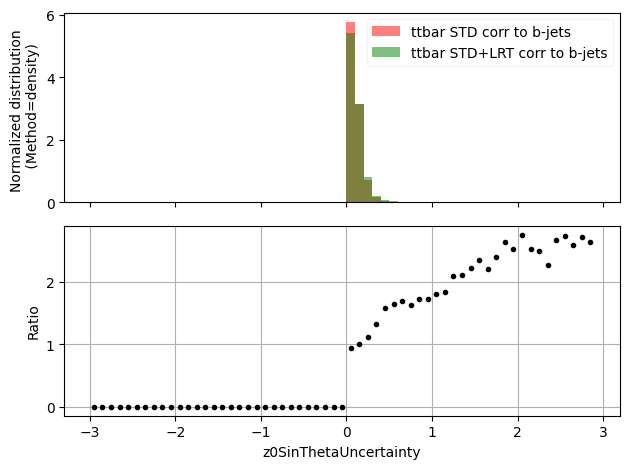 6
4
2
0
Normalized distribution
(Method=density)
ttbar STD corr to b-jets
ttbar STD+LRT corr to b-jets
2
1
0
Ratio
−3 −2 −1 0 1 2 3
z0SinThetaUncertainty